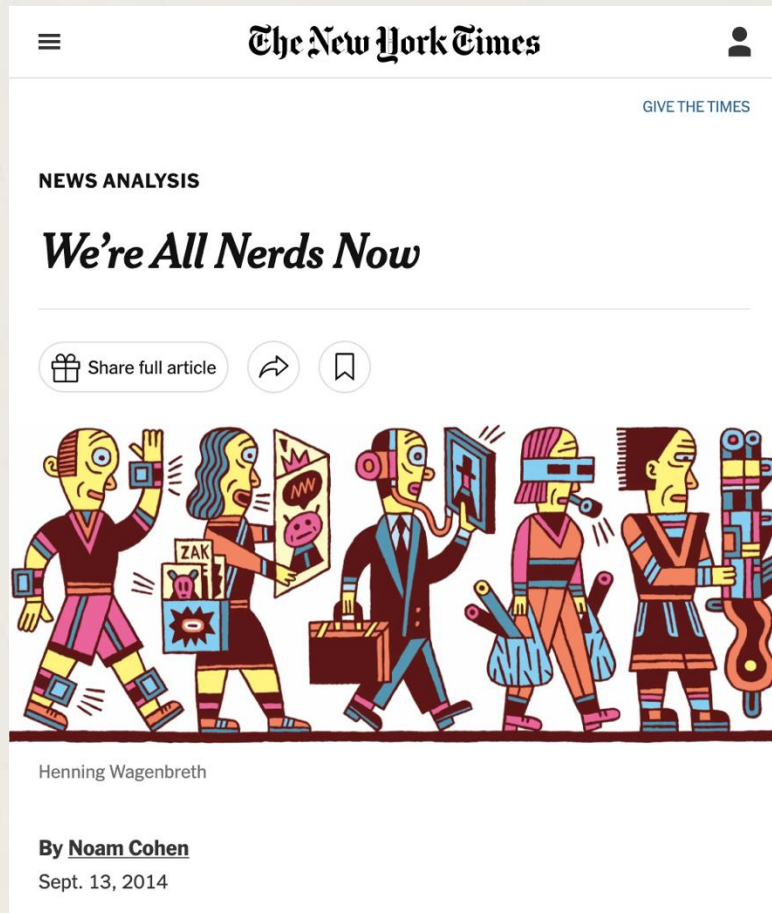 The New York Times
GIVE THE TIMES
NEWS ANALYSIS
We're All Nerds Now
Share full article
ZAK
Henning Wagenbreth
By Noam Cohen
Sept. 13, 2014